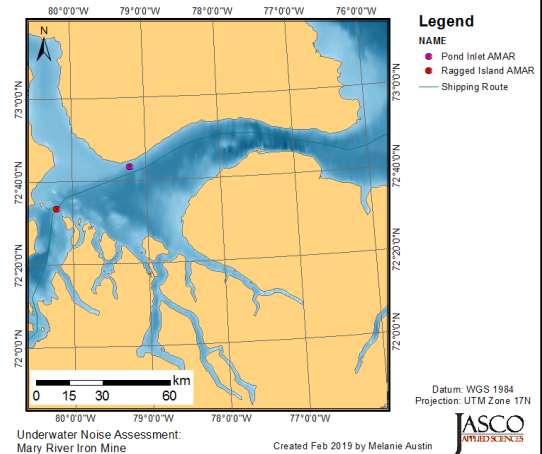 80°0'0"W 79°0'0"W 78°0'0"W 77°0'0"W 76°0'0"W
N
73°0'0"N
72°40'0"N
72°20'0"N
72°0'0"N
73°0'0"N
72°40'0"N
72°20'0"N
72°0'0"N
km
0 15 30 60
80°0'0"W 79°0'0"W 78°0'0"W 77°0'0"W
Legend
NAME
Pond Inlet AMAR
Ragged Island AMAR
Shipping Route
Datum: WGS 1984
Projection: UTM Zone 17N
JASCO
APPLIED SCIENCES
Underwater Noise Assessment:
Mary River Iron Mine
Created Feb 2019 by Melanie Austin